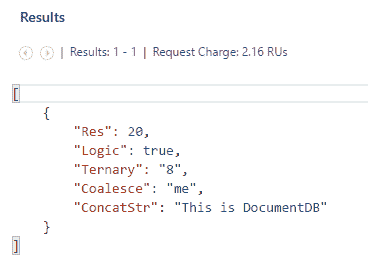 Results
| Results: 1 - 1 | Request Charge: 2.16 RUs
[
{
"Res": 20,
"Logic": true,
"Ternary": "8",
"Coalesce": "me",
"ConcatStr": "This is DocumentDB"
}
]